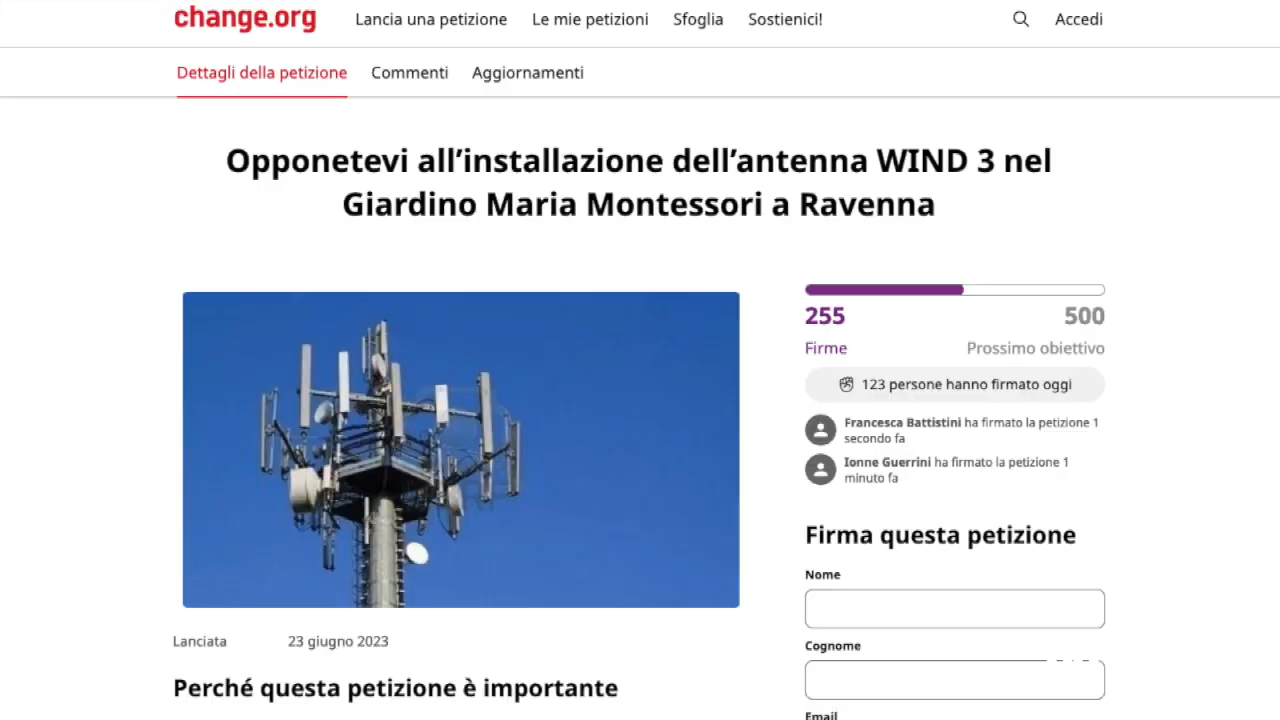 change.org Lancia una petizione Le mie petizioni Sfoglia Sostienici! Accedi
Dettagli della petizione Commenti Aggiornamenti
Opponetevi all’installazione dell’antenna WIND 3 nel
Giardino Maria Montessori a Ravenna
255 500
Firme Prossimo obiettivo
123 persone hanno firmato oggi
Francesca Battistini ha firmato la petizione 1
secondo fa
Ionne Guerrini ha firmato la petizione 1
minuto fa
Firma questa petizione
Nome
Cognome
Email
Lanciata 23 giugno 2023
Perché questa petizione è importante